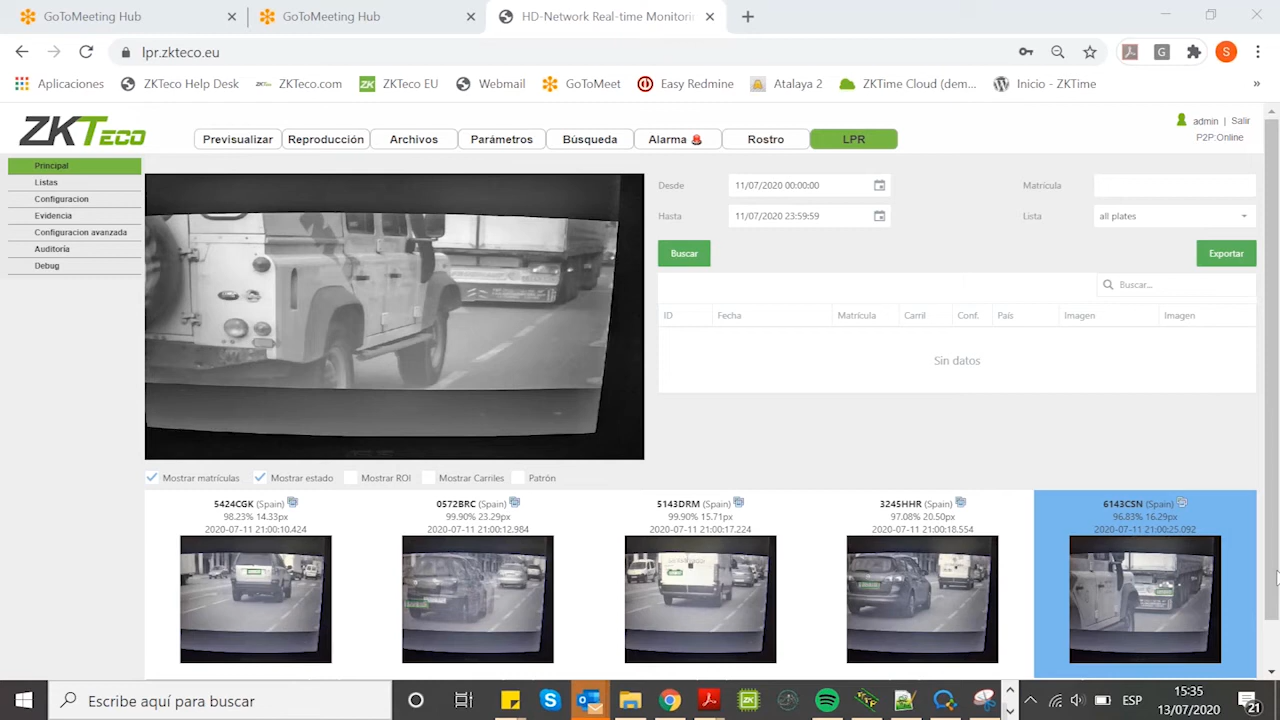 GoToMeeting Hub
GoToMeeting Hub
HD-Network Real-time Monitorin
lpr.zkteco.eu
G
S
Aplicaciones
ZKTeco Help Desk
ZKTeco.com
ZK
ZKTeco EU
Webmail
GoToMeet
Easy Redmine
Atalaya 2
ZKTime Cloud (dem...
Inicio - ZKTime
»
ZKTeco
Previsualizar
Reproducción
Archivos
Parámetros
Búsqueda
Alarma
Rostro
LPR
admin | Salir
P2P:Online
Principal
Listas
Configuracion
Evidencia
Configuracion avanzada
Auditoría
Debug
Desde
11/07/2020 00:00:00
Matrícula
Hasta
11/07/2020 23:59:59
Lista
all plates
Buscar
Exportar
Buscar...
ID
Fecha
Matrícula
Carril
Conf.
País
Imagen
Imagen
Sin datos
Mostrar matrículas
Mostrar estado
Mostrar ROI
Mostrar Carriles
Patrón
5424CGK (Spain)
98.23% 14.33px
2020-07-11 21:00:10.424
0572BRC (Spain)
99.90% 23.29px
2020-07-11 21:00:12.984
5143DRM (Spain)
99.90% 15.71px
2020-07-11 21:00:17.224
3245HHR (Spain)
97.08% 20.50px
2020-07-11 21:00:18.554
6143CSN (Spain)
96.83% 16.29px
2020-07-11 21:00:25.092
Escribe aquí para buscar
ZK
ESP
15:35
13/07/2020
21